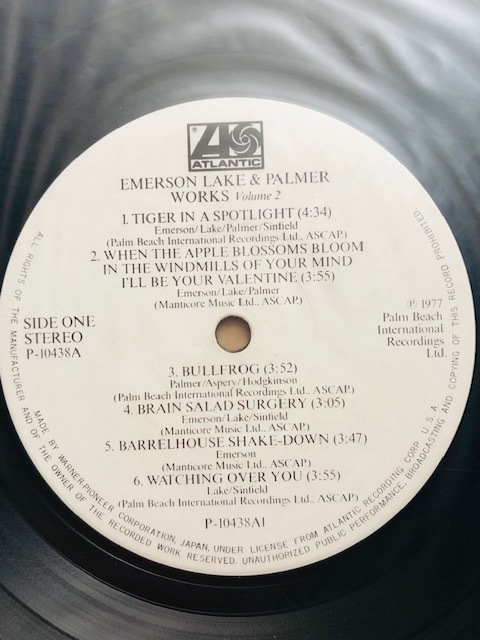 ATLANTIC
EMERSON LAKE & PALMER
WORKS Volume 2
1. TIGER IN A SPOTLIGHT (4:34)
Emerson/Lake/Palmer/Sinfield
(Palm Beach International Recordings Ltd., ASCAP.)
2. WHEN THE APPLE BLOSSOMS BLOOM
IN THE WINDMILLS OF YOUR MIND
I'LL BE YOUR VALENTINE (3:55)
Emerson/Lake/Palmer
(Manticore Music Ltd., ASCAP.)
SIDE ONE
STEREO
P-10438A
℗ 1977
Palm Beach
International
Recordings
Ltd.
3. BULLFROG (3:52)
Palmer/Aspery/Hodgkinson
(Palm Beach International Recordings Ltd., ASCAP.)
4. BRAIN SALAD SURGERY (3:05)
Emerson/Lake/Sinfield
(Manticore Music Ltd., ASCAP.)
5. BARRELHOUSE SHAKE-DOWN (3:47)
Emerson
(Manticore Music Ltd., ASCAP.)
6. WATCHING OVER YOU (3:55)
Lake/Sinfield
(Palm Beach International Recordings Ltd., ASCAP.)
P-10438A1
MADE BY WARNER-PIONEER CORPORATION, JAPAN, UNDER LICENSE FROM ATLANTIC RECORDING CORP. U.S.A.
ALL RIGHTS OF THE MANUFACTURER AND OF THE OWNER OF THE RECORDED WORK RESERVED. UNAUTHORIZED PUBLIC PERFORMANCE, BROADCASTING AND COPYING OF THIS RECORD PROHIBITED.